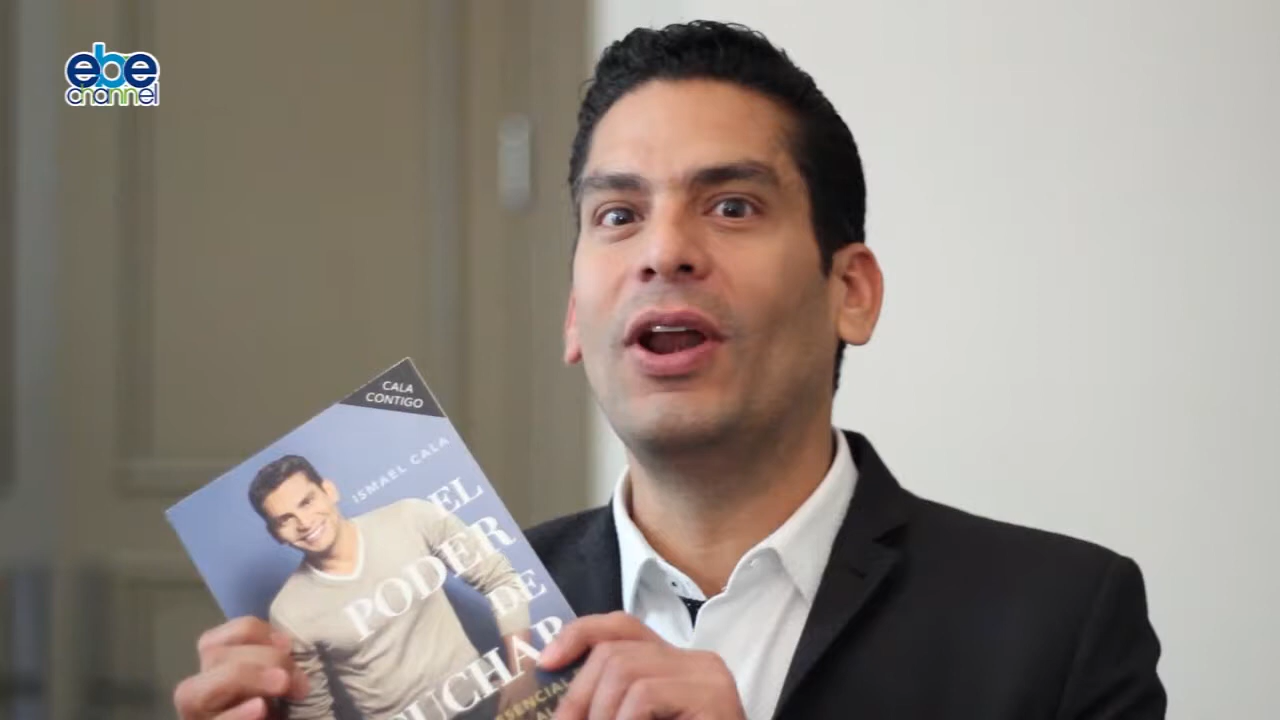 ebe
channel
CALA
CONTIGO
ISMAEL CALA
EL
PODER
DE